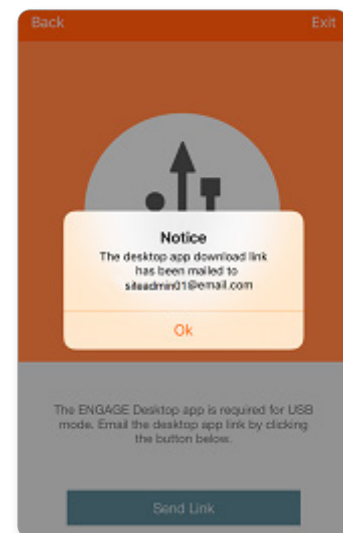 Back Exit
Notice
The desktop app download link
has been mailed to
siteadmin01@email.com
Ok
The ENGAGE Desktop app is required for USB
mode. Email the desktop app link by clicking
the button below.
Send Link